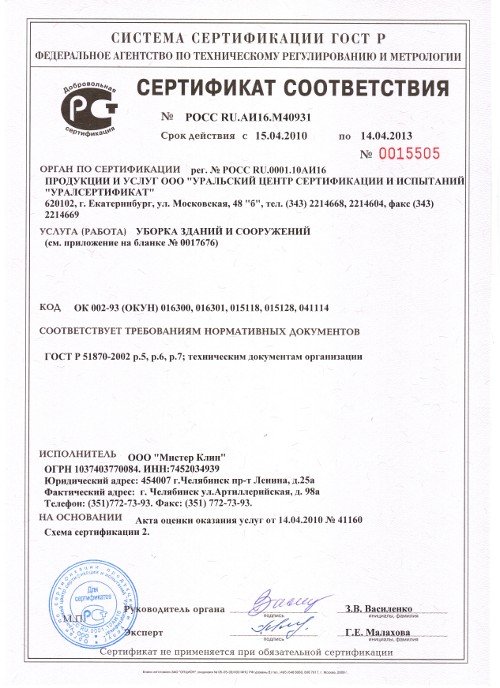 СИСТЕМА СЕРТИФИКАЦИИ ГОСТ Р
ФЕДЕРАЛЬНОЕ АГЕНТСТВО ПО ТЕХНИЧЕСКОМУ РЕГУЛИРОВАНИЮ И МЕТРОЛОГИИ
Добровольная
сертификация
СЕРТИФИКАТ СООТВЕТСТВИЯ
№ РОСС RU.АИ16.М40931
Срок действия с 15.04.2010 по 14.04.2013
№ 0015505
ОРГАН ПО СЕРТИФИКАЦИИ рег. № РОСС RU.0001.10АИ16
ПРОДУКЦИИ И УСЛУГ ООО "УРАЛЬСКИЙ ЦЕНТР СЕРТИФИКАЦИИ И ИСПЫТАНИЙ
"УРАЛСЕРТИФИКАТ"
620102, г. Екатеринбург, ул. Московская, 48 "б", тел. (343) 2214668, 2214604, факс (343)
2214669
УСЛУГА (РАБОТА) УБОРКА ЗДАНИЙ И СООРУЖЕНИЙ
(см. приложение на бланке № 0017676)
КОД ОК 002-93 (ОКУН) 016300, 016301, 015118, 015128, 041114
СООТВЕТСТВУЕТ ТРЕБОВАНИЯМ НОРМАТИВНЫХ ДОКУМЕНТОВ
ГОСТ Р 51870-2002 р.5, р.6, р.7; техническим документам организации
ИСПОЛНИТЕЛЬ ООО "Мистер Клин"
ОГРН 1037403770084. ИНН:7452034939
Юридический адрес: 454007 г.Челябинск пр-т Ленина, д.25а
Фактический адрес: г. Челябинск ул.Артиллерийская, д. 98а
Телефон: (351)772-73-93. Факс: (351) 772-73-93.
НА ОСНОВАНИИ Акта оценки оказания услуг от 14.04.2010 № 41160
Схема сертификации 2.
Для
сертификатов
М.П.
Руководитель органа З.В. Василенко
подпись инициалы, фамилия
Эксперт Г.Е. Малахова
подпись инициалы, фамилия
Сертификат не применяется при обязательной сертификации